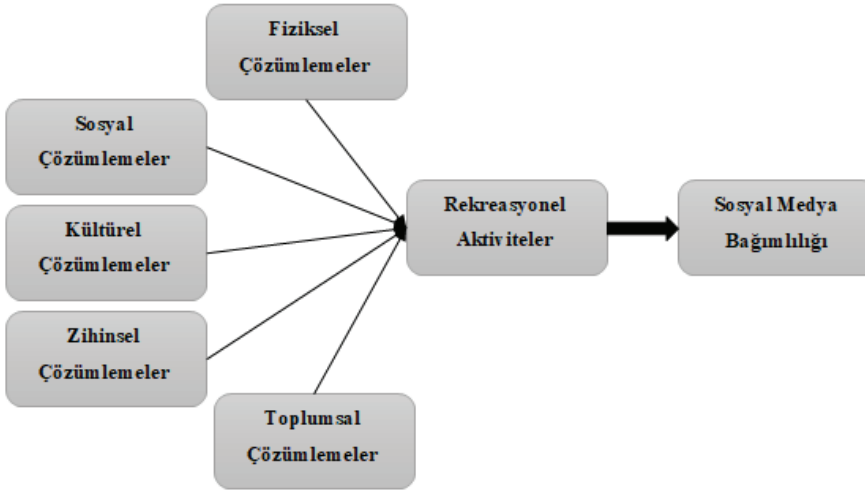 Fiziksel
Çözümlemeler
Sosyal
Çözümlemeler
Kültürel
Çözümlemeler
Zihinsel
Çözümlemeler
Toplumsal
Çözümlemeler
Rekreasyonel
Aktiviteler
Sosyal Medya
Bağımlılığı